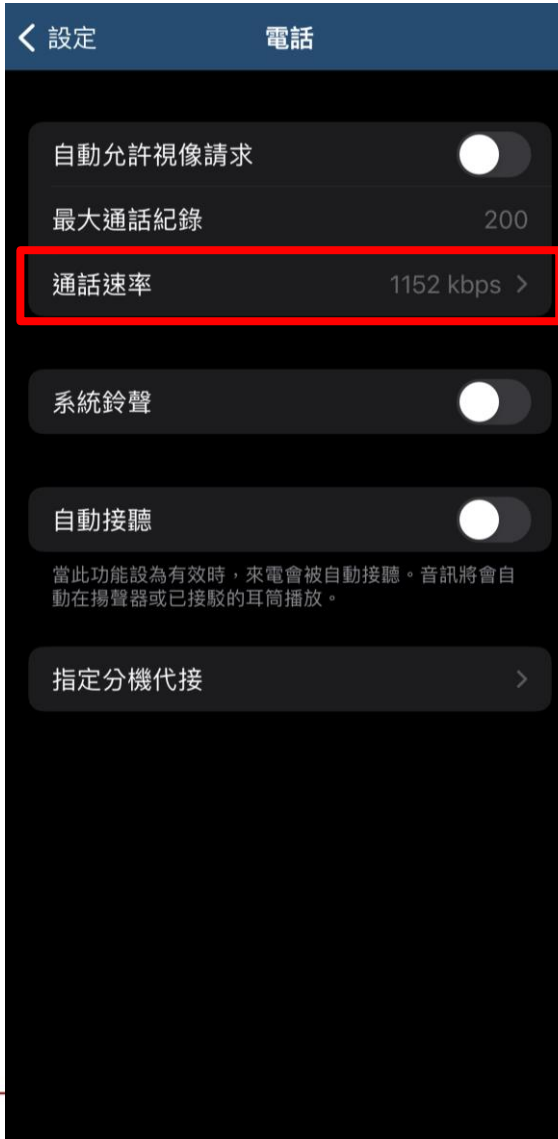 設定
電話
自動允許視像請求
最大通話紀錄 200
通話速率 1152 kbps
系統鈴聲
自動接聽
當此功能設為有效時，來電會被自動接聽。音訊將會自
動在揚聲器或已接駁的耳筒播放。
指定分機代接